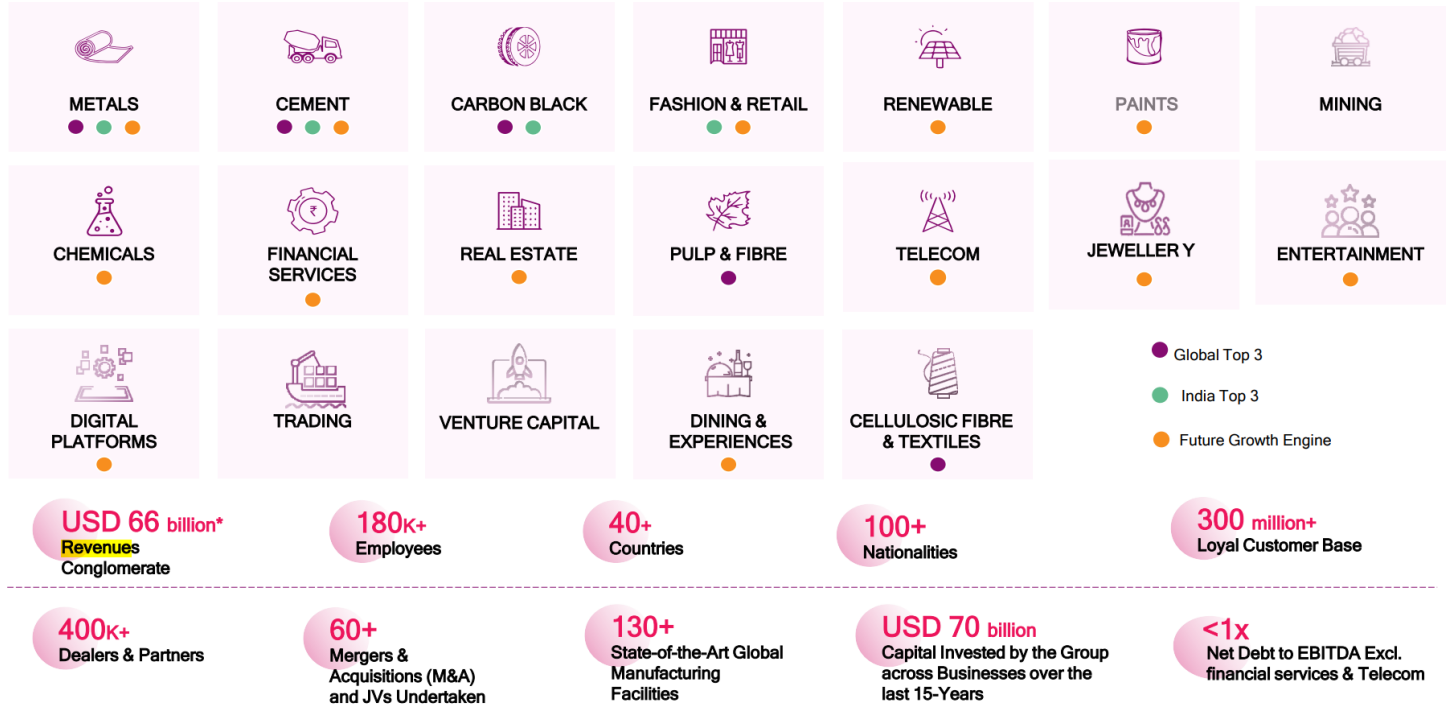 METALS
CEMENT
CARBON BLACK
FASHION & RETAIL
RENEWABLE
PAINTS
MINING
CHEMICALS
₹
FINANCIAL
SERVICES
REAL ESTATE
PULP & FIBRE
TELECOM
JEWELLER Y
ENTERTAINMENT
DIGITAL
PLATFORMS
TRADING
VENTURE CAPITAL
DINING &
EXPERIENCES
CELLULOSIC FIBRE
& TEXTILES
Global Top 3
India Top 3
Future Growth Engine
USD 66 billion*
Revenues
Conglomerate
180K+
Employees
40+
Countries
100+
Nationalities
300 million+
Loyal Customer Base
400K+
Dealers & Partners
60+
Mergers &
Acquisitions (M&A)
and JVs Undertaken
130+
State-of-the-Art Global
Manufacturing
Facilities
USD 70 billion
Capital Invested by the Group
across Businesses over the
last 15-Years
<1x
Net Debt to EBITDA Excl.
financial services & Telecom